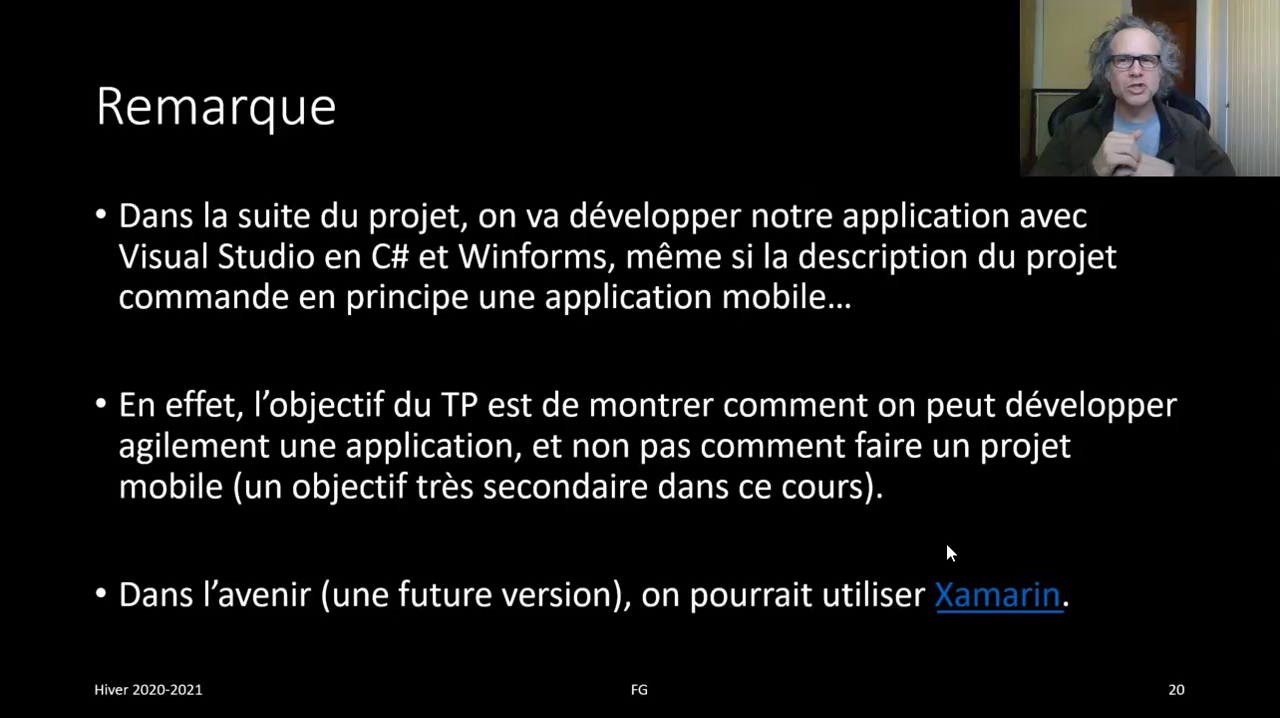 Remarque
• Dans la suite du projet, on va développer notre application avec
Visual Studio en C# et Winforms, même si la description du projet
commande en principe une application mobile…
• En effet, l’objectif du TP est de montrer comment on peut développer
agilement une application, et non pas comment faire un projet
mobile (un objectif très secondaire dans ce cours).
• Dans l’avenir (une future version), on pourrait utiliser Xamarin.
Hiver 2020-2021
FG
20